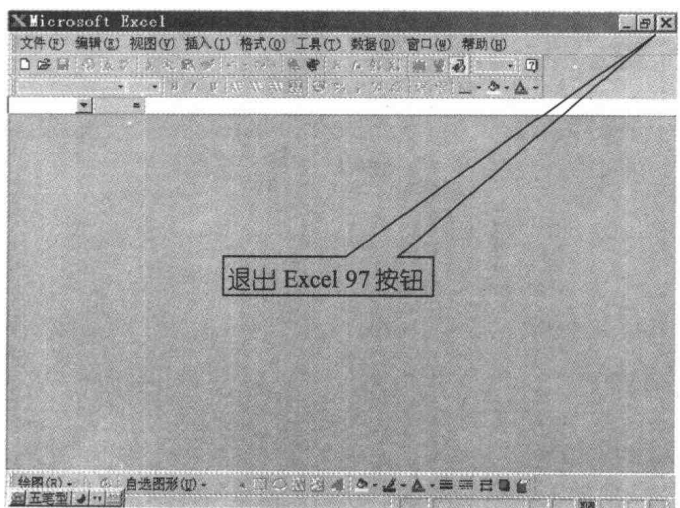 Microsoft Excel
文件(F) 编辑(E) 视图(V) 插入(I) 格式(O) 工具(T) 数据(D) 窗口(W) 帮助(H)
=
退出 Excel 97 按钮
绘图(R) 自选图形(U)
五笔型